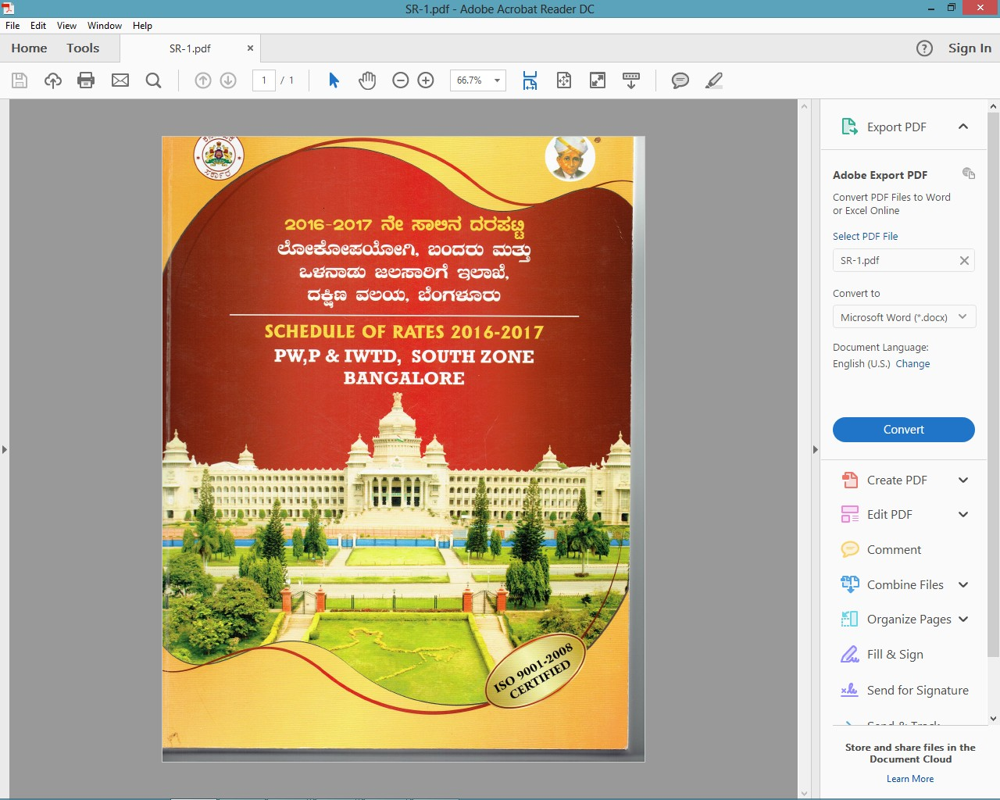 SR-1.pdf - Adobe Acrobat Reader DC
File Edit View Window Help
Home Tools SR-1.pdf Sign In
1 / 1 66.7%
ಸರ್ಕಾರ
2016-2017 ನೇ ಸಾಲಿನ ದರಪಟ್ಟಿ
ಲೋಕೋಪಯೋಗಿ, ಬಂದರು ಮತ್ತು
ಒಳನಾಡು ಜಲಸಾರಿಗೆ ಇಲಾಖೆ,
ದಕ್ಷಿಣ ವಲಯ, ಬೆಂಗಳೂರು
SCHEDULE OF RATES 2016-2017
PW,P & IWTD, SOUTH ZONE
BANGALORE
ISO 9001-2008
CERTIFIED
Export PDF
Adobe Export PDF
Convert PDF Files to Word
or Excel Online
Select PDF File
SR-1.pdf
Convert to
Microsoft Word (*.docx)
Document Language:
English (U.S.) Change
Convert
Create PDF
Edit PDF
Comment
Combine Files
Organize Pages
Fill & Sign
Send for Signature
Send & Track
Store and share files in the
Document Cloud
Learn More